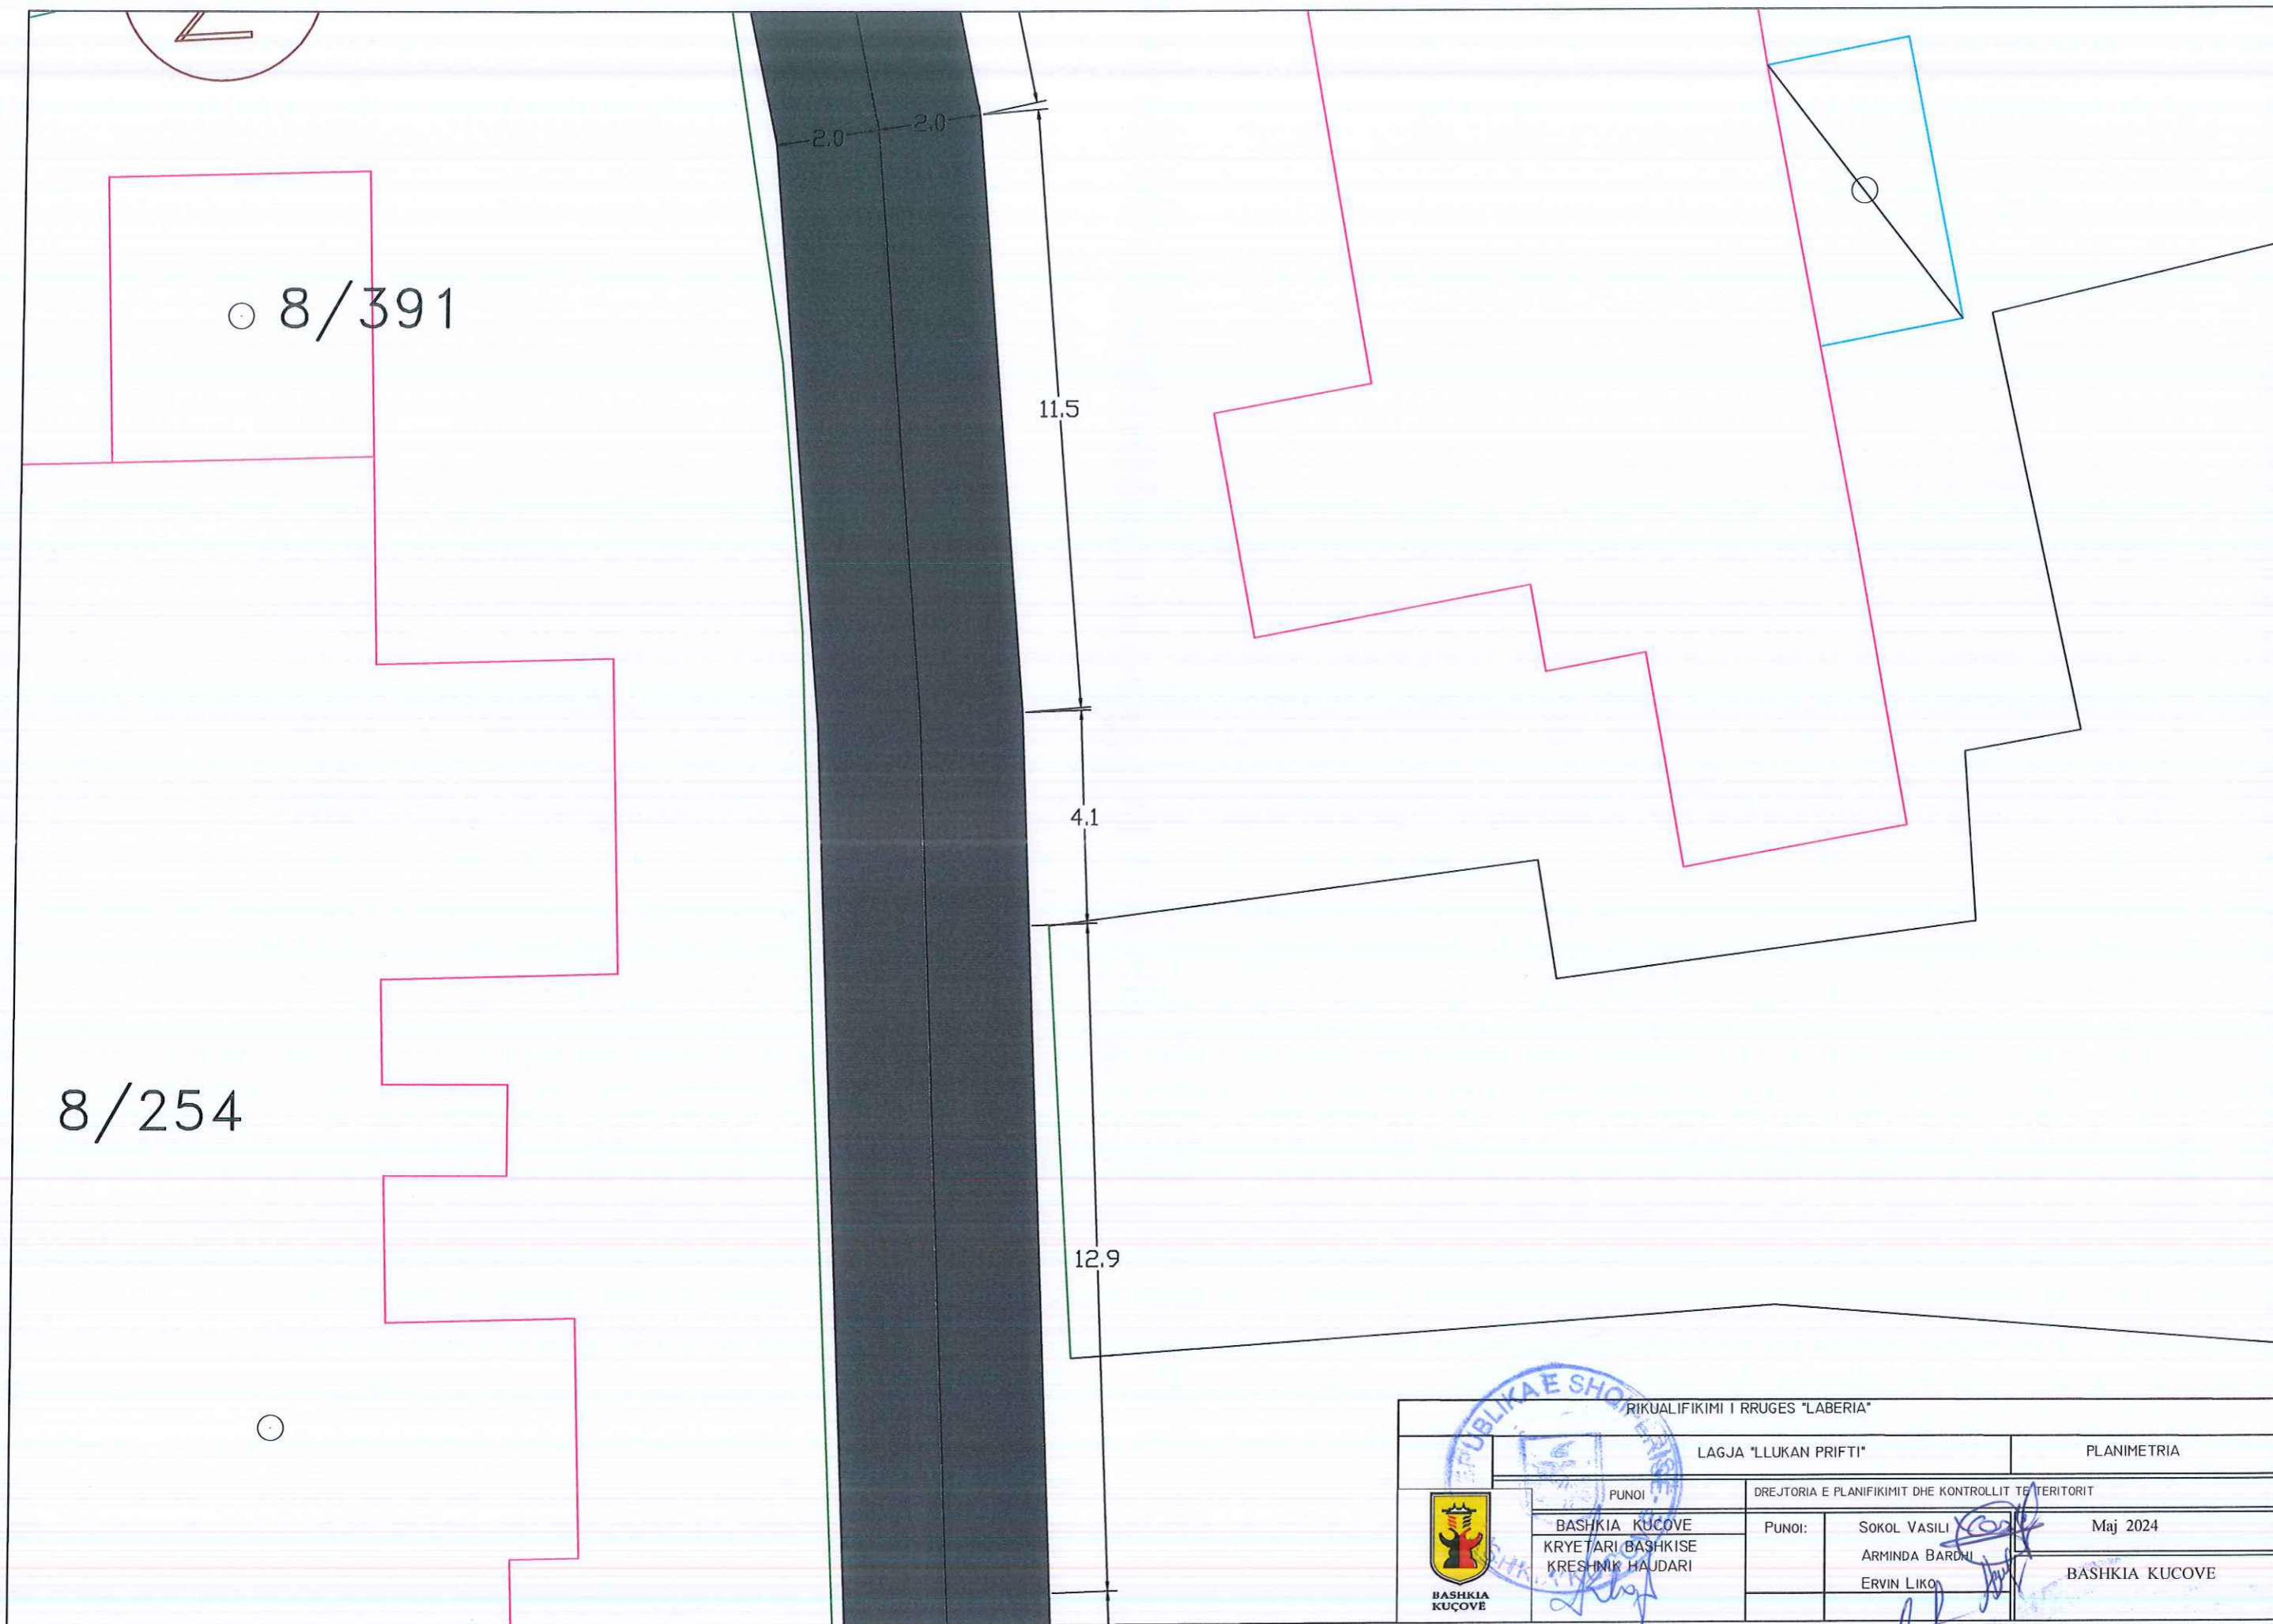 2.0
2.0
8/391
11.5
4.1
8/254
12.9
RIKUALIFIKIMI I RRUGES "LABERIA"
LAGJA "LLUKAN PRIFTI"
PLANIMETRIA
PUNOI
DREJTORIA E PLANIFIKIMIT DHE KONTROLLIT TE TERITORIT
BASHKIA KUCOVE
KRYETARI BASHKISE
KRESHNIK HAJDARI
PUNOI:
SOKOL VASILI
ARMINDA BARDHI
ERVIN LIKO
Maj 2024
BASHKIA KUCOVE
BASHKIA
KUÇOVË
REPUBLIKA E SHQIPERISE